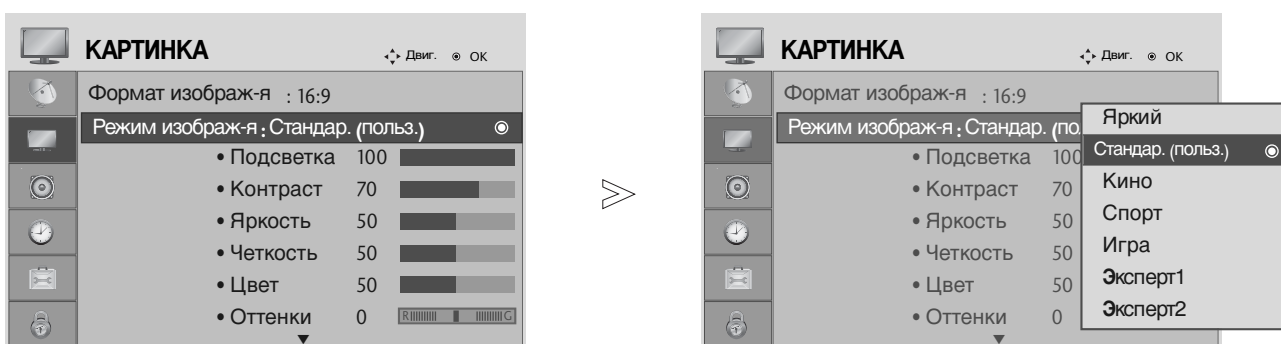 КАРТИНКА Двиг. ОК
Формат изображ-я : 16:9
Режим изображ-я : Стандар. (польз.)
• Подсветка 100
• Контраст 70
• Яркость 50
• Четкость 50
• Цвет 50
• Оттенки 0 R G
КАРТИНКА Двиг. ОК
Формат изображ-я : 16:9
Режим изображ-я : Стандар. (по
• Подсветка 100
• Контраст 70
• Яркость 50
• Четкость 50
• Цвет 50
• Оттенки 0
Яркий
Стандар. (польз.)
Кино
Спорт
Игра
Эксперт1
Эксперт2